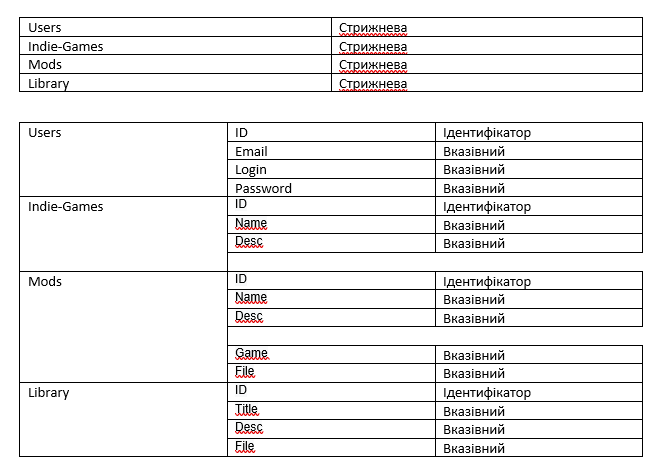 Users Стрижнева
Indie-Games Стрижнева
Mods Стрижнева
Library Стрижнева
Users ID Ідентифікатор
Email Вказівний
Login Вказівний
Password Вказівний
Indie-Games ID Ідентифікатор
Name Вказівний
Desc Вказівний
Mods ID Ідентифікатор
Name Вказівний
Desc Вказівний
Game Вказівний
File Вказівний
Library ID Ідентифікатор
Title Вказівний
Desc Вказівний
File Вказівний